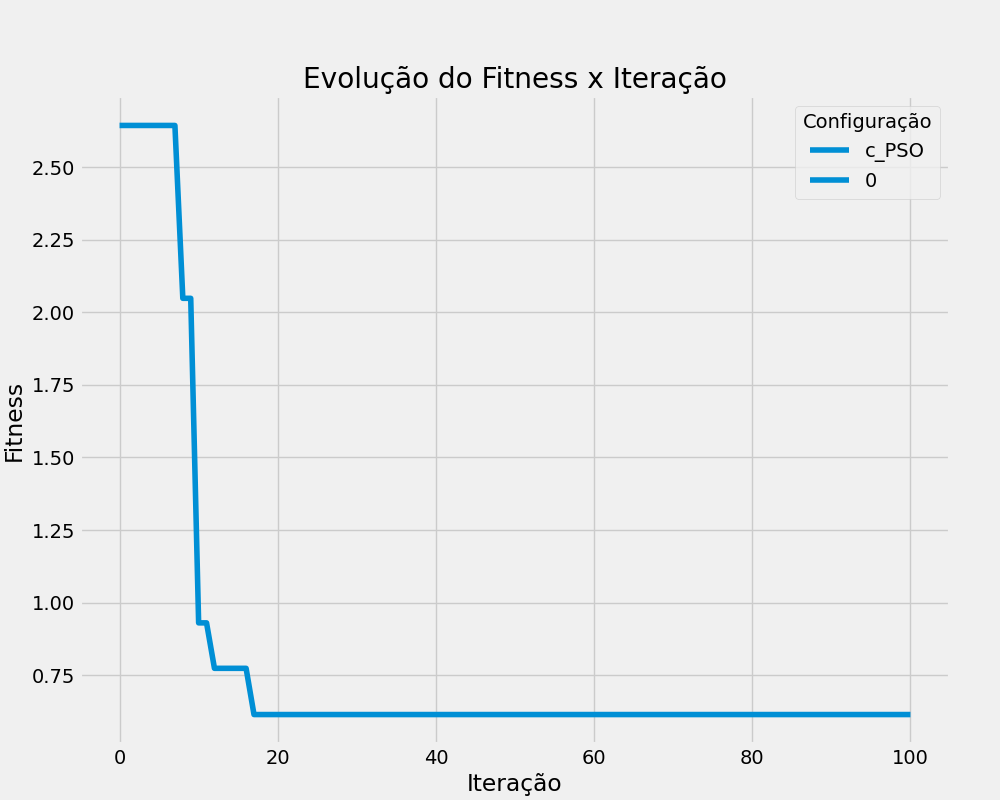 Evolução do Fitness x Iteração
Configuração
c_PSO
0
Fitness
2.50
2.25
2.00
1.75
1.50
1.25
1.00
0.75
0 20 40 60 80 100
Iteração